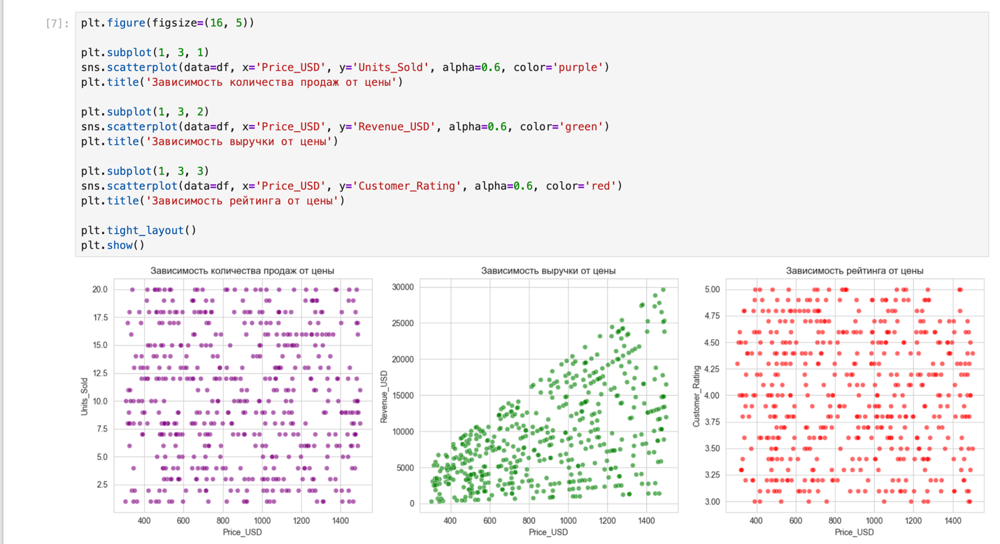 [7]:
plt.figure(figsize=(16, 5))
plt.subplot(1, 3, 1)
sns.scatterplot(data=df, x='Price_USD', y='Units_Sold', alpha=0.6, color='purple')
plt.title('Зависимость количества продаж от цены')
plt.subplot(1, 3, 2)
sns.scatterplot(data=df, x='Price_USD', y='Revenue_USD', alpha=0.6, color='green')
plt.title('Зависимость выручки от цены')
plt.subplot(1, 3, 3)
sns.scatterplot(data=df, x='Price_USD', y='Customer_Rating', alpha=0.6, color='red')
plt.title('Зависимость рейтинга от цены')
plt.tight_layout()
plt.show()
Зависимость количества продаж от цены
20.0
17.5
15.0
12.5
10.0
7.5
5.0
2.5
Units_Sold
400 600 800 1000 1200 1400
Price_USD
Зависимость выручки от цены
30000
25000
20000
15000
10000
5000
0
Revenue_USD
400 600 800 1000 1200 1400
Price_USD
Зависимость рейтинга от цены
5.00
4.75
4.50
4.25
4.00
3.75
3.50
3.25
3.00
Customer_Rating
400 600 800 1000 1200 1400
Price_USD